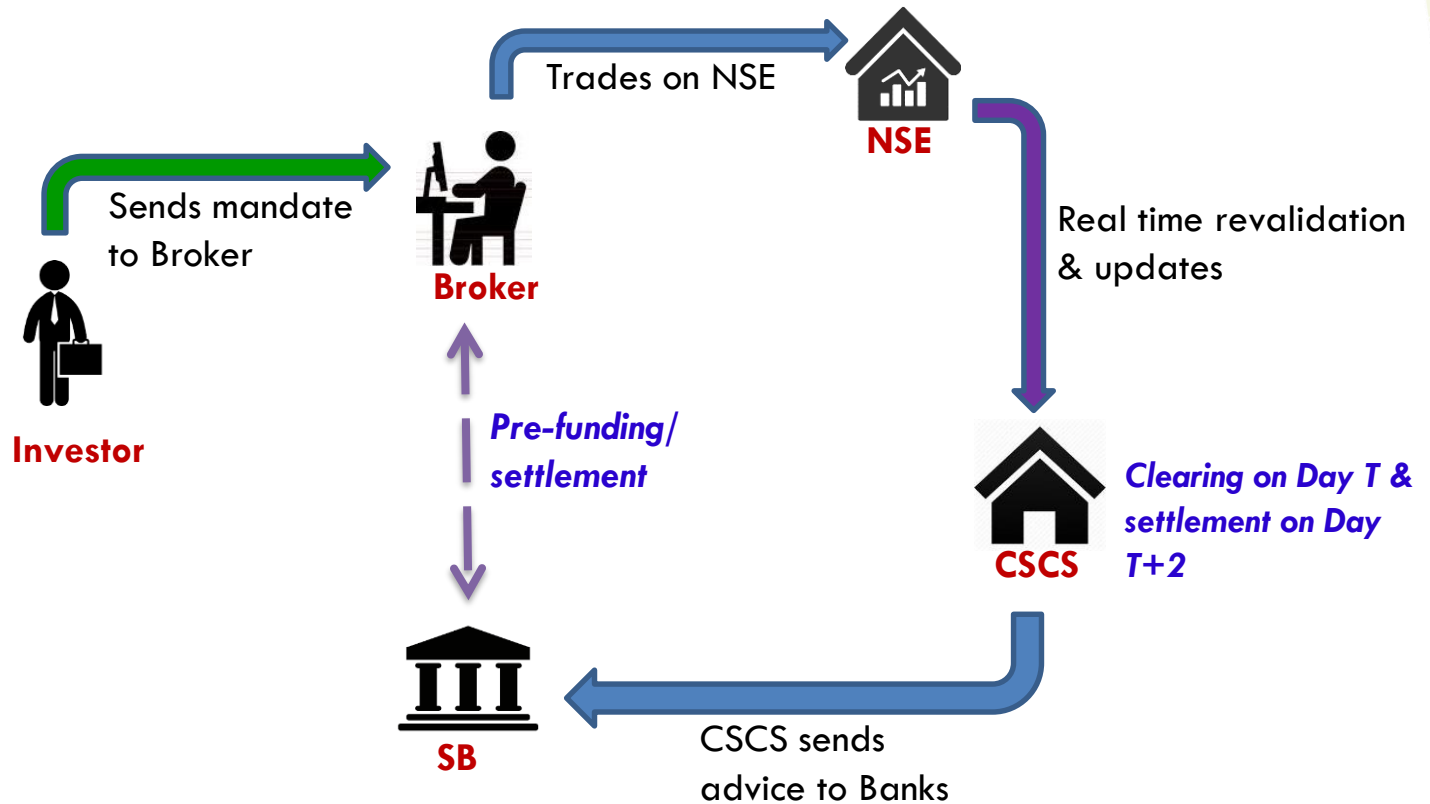 Trades on NSE
NSE
Sends mandate
to Broker
Broker
Investor
Real time revalidation
& updates
Pre-funding/
settlement
Clearing on Day T &
settlement on Day
T+2
CSCS
SB
CSCS sends
advice to Banks